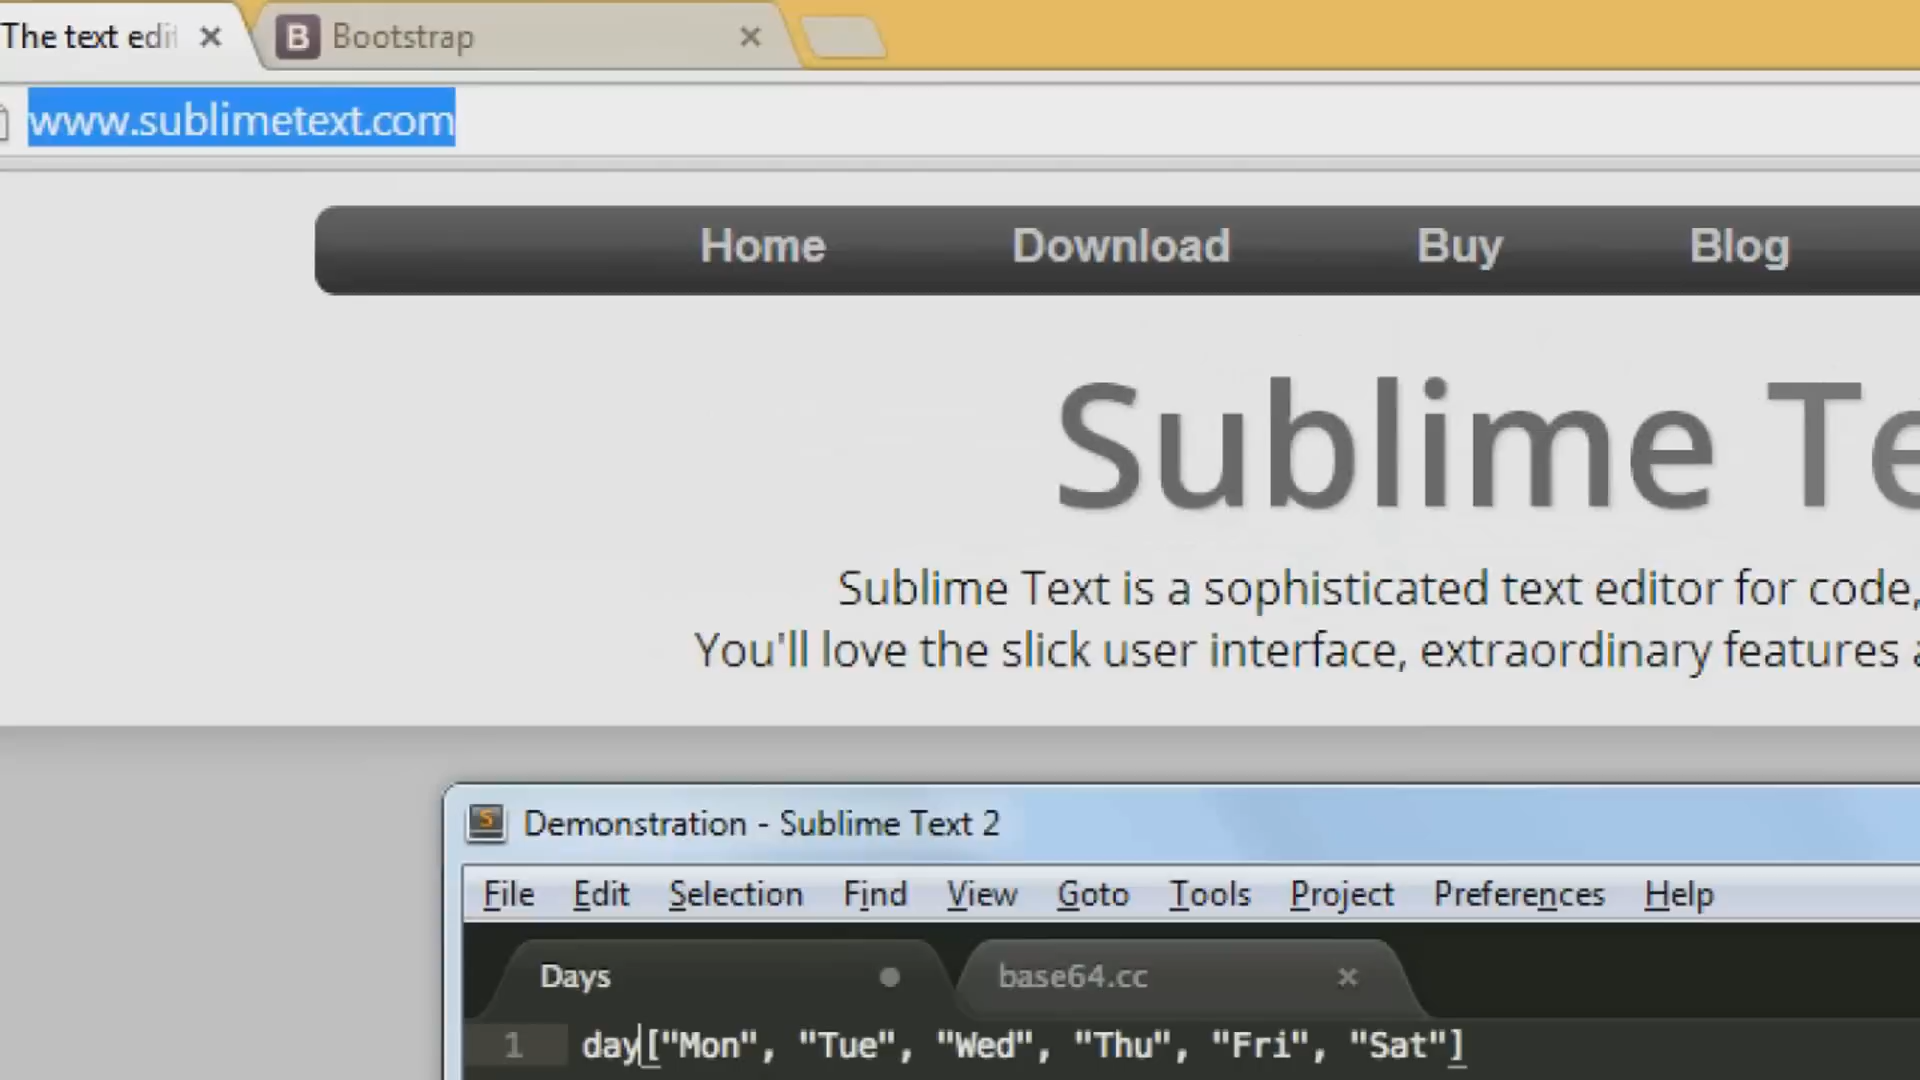 The text edi
B Bootstrap
www.sublimetext.com
Home Download Buy Blog
Sublime Te
Sublime Text is a sophisticated text editor for code,
You'll love the slick user interface, extraordinary features a
Demonstration - Sublime Text 2
File Edit Selection Find View Goto Tools Project Preferences Help
Days base64.cc
1 day["Mon", "Tue", "Wed", "Thu", "Fri", "Sat"]